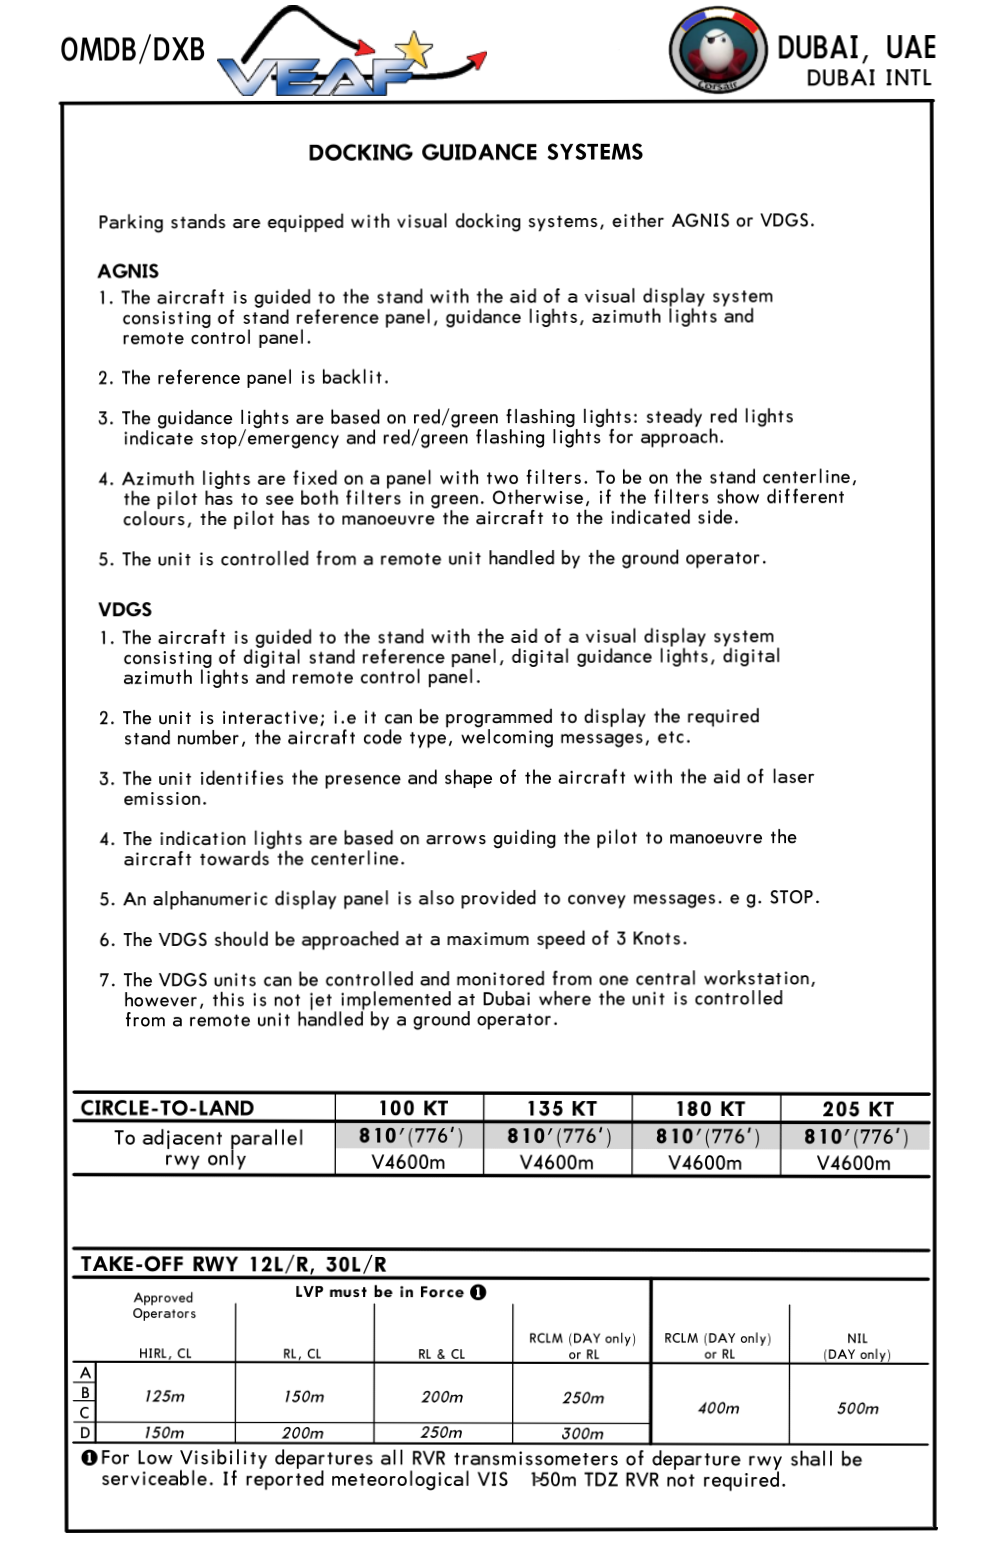 OMDB/DXB
VEAF
Corsair
DUBAI, UAE
DUBAI INTL
DOCKING GUIDANCE SYSTEMS
Parking stands are equipped with visual docking systems, either AGNIS or VDGS.
AGNIS
1. The aircraft is guided to the stand with the aid of a visual display system
consisting of stand reference panel, guidance lights, azimuth lights and
remote control panel.
2. The reference panel is backlit.
3. The guidance lights are based on red/green flashing lights: steady red lights
indicate stop/emergency and red/green flashing lights for approach.
4. Azimuth lights are fixed on a panel with two filters. To be on the stand centerline,
the pilot has to see both filters in green. Otherwise, if the filters show different
colours, the pilot has to manoeuvre the aircraft to the indicated side.
5. The unit is controlled from a remote unit handled by the ground operator.
VDGS
1. The aircraft is guided to the stand with the aid of a visual display system
consisting of digital stand reference panel, digital guidance lights, digital
azimuth lights and remote control panel.
2. The unit is interactive; i.e it can be programmed to display the required
stand number, the aircraft code type, welcoming messages, etc.
3. The unit identifies the presence and shape of the aircraft with the aid of laser
emission.
4. The indication lights are based on arrows guiding the pilot to manoeuvre the
aircraft towards the centerline.
5. An alphanumeric display panel is also provided to convey messages. e g. STOP.
6. The VDGS should be approached at a maximum speed of 3 Knots.
7. The VDGS units can be controlled and monitored from one central workstation,
however, this is not jet implemented at Dubai where the unit is controlled
from a remote unit handled by a ground operator.
CIRCLE-TO-LAND 100 KT 135 KT 180 KT 205 KT
To adjacent parallel 810'(776') 810'(776') 810'(776') 810'(776')
rwy only V4600m V4600m V4600m V4600m
TAKE-OFF RWY 12L/R, 30L/R
LVP must be in Force ❶
Approved
Operators
RCLM (DAY only) RCLM (DAY only) NIL
HIRL, CL RL, CL RL & CL or RL or RL (DAY only)
A
B 125m 150m 200m 250m
C 400m 500m
D 150m 200m 250m 300m
❶For Low Visibility departures all RVR transmissometers of departure rwy shall be
serviceable. If reported meteorological VIS 50m TDZ RVR not required.